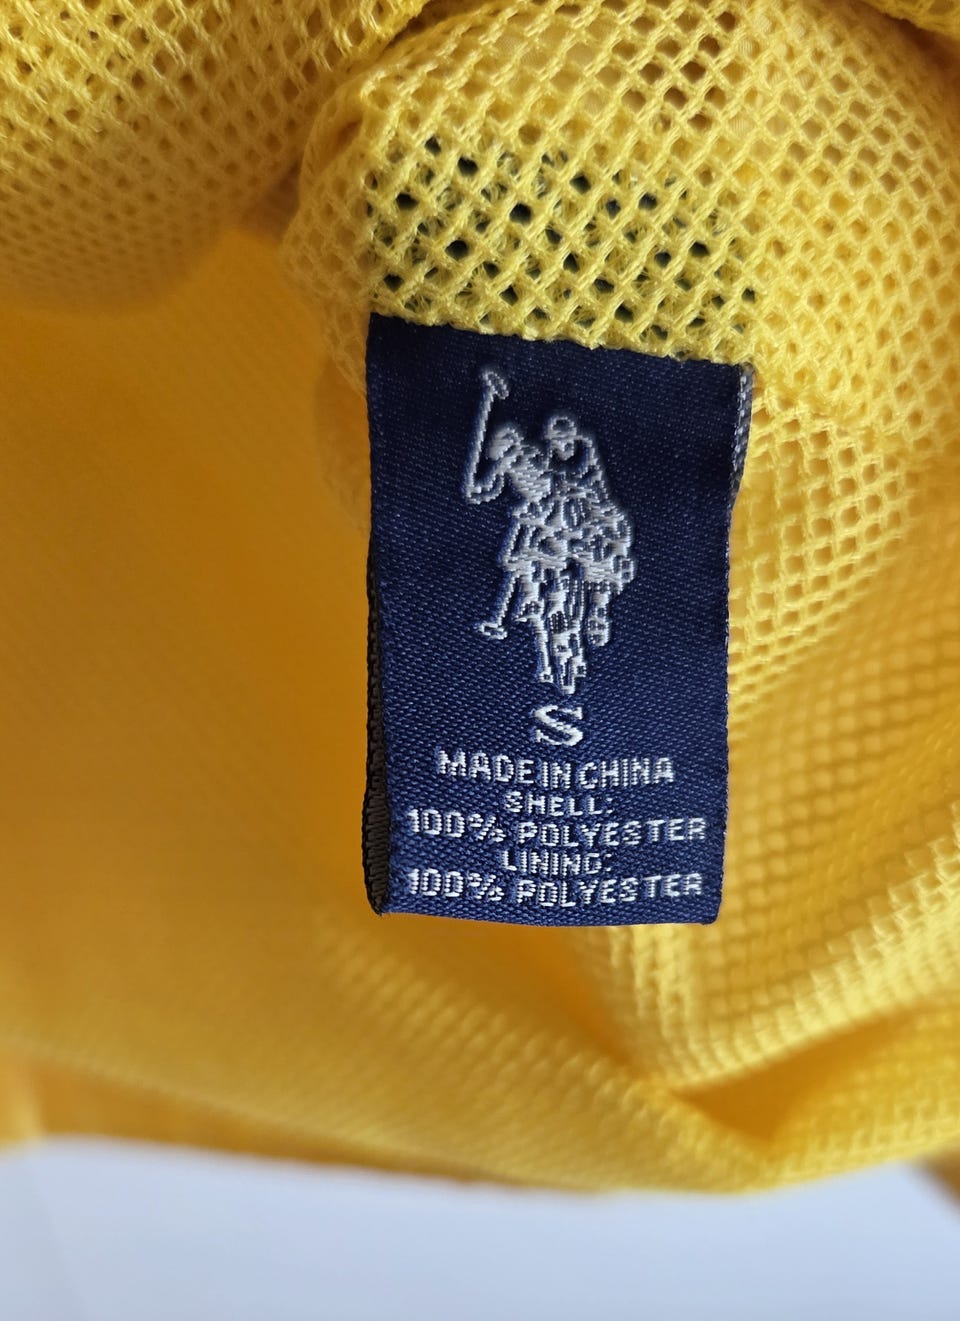 S
MADE IN CHINA
SHELL:
100% POLYESTER
LINING:
100% POLYESTER